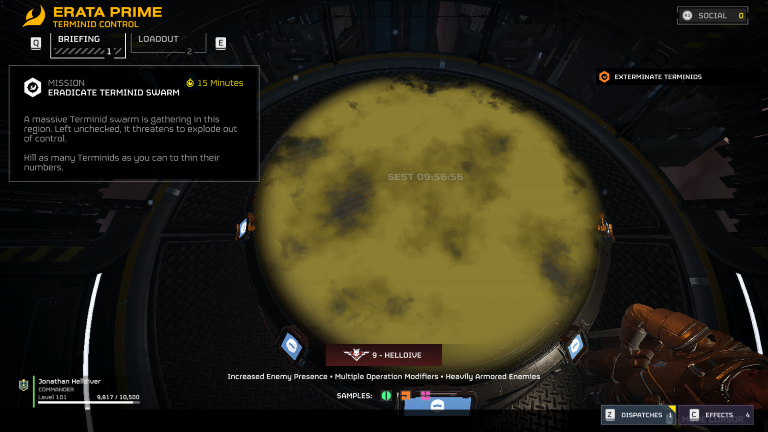 ERATA PRIME
TERMINID CONTROL
SOCIAL 0
Q
BRIEFING
1
LOADOUT
2
E
MISSION
15 Minutes
ERADICATE TERMINID SWARM
EXTERMINATE TERMINIDS
A massive Terminid swarm is gathering in this
region. Left unchecked, it threatens to explode out
of control.
Kill as many Terminids as you can to thin their
numbers.
SEST 09:56:56
9 - HELLDIVE
Increased Enemy Presence • Multiple Operation Modifiers • Heavily Armored Enemies
Jonathan Helldiver
COMMANDER
Level 101
9,817 / 10,500
SAMPLES:
Z DISPATCHES 1
C EFFECTS 4
CURSOR